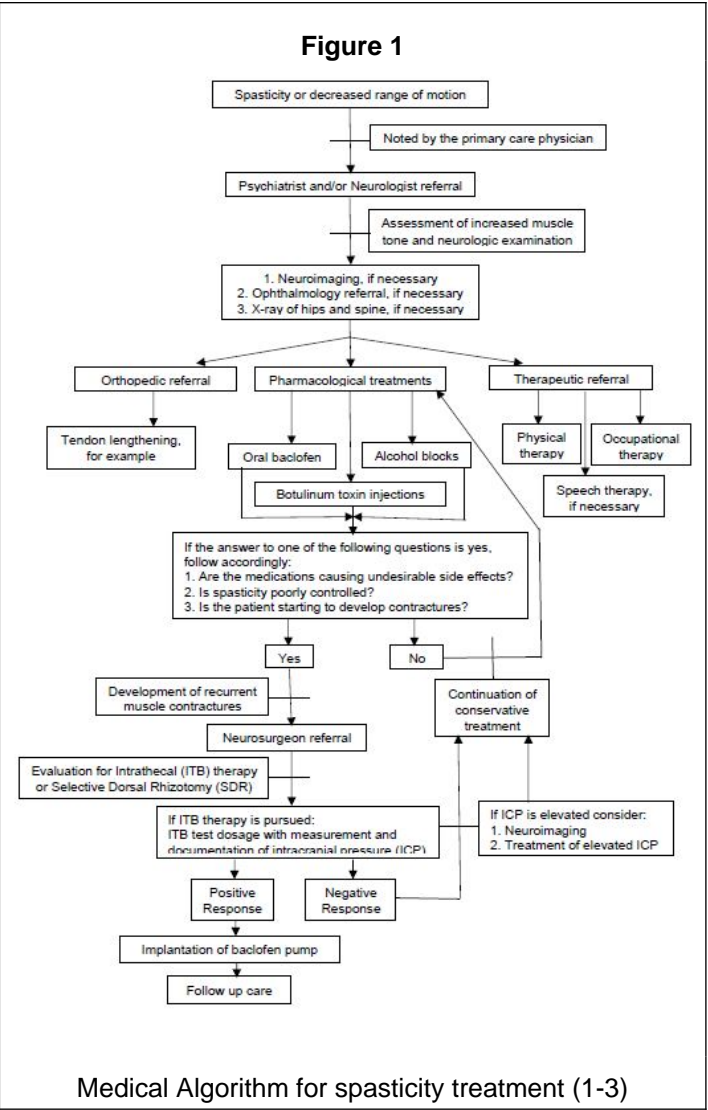 Figure 1
Spasticity or decreased range of motion
Noted by the primary care physician
Psychiatrist and/or Neurologist referral
Assessment of increased muscle
tone and neurologic examination
1. Neuroimaging, if necessary
2. Ophthalmology referral, if necessary
3. X-ray of hips and spine, if necessary
Orthopedic referral
Pharmacological treatments
Therapeutic referral
Tendon lengthening,
for example
Oral baclofen
Alcohol blocks
Botulinum toxin injections
Physical
therapy
Occupational
therapy
Speech therapy,
if necessary
If the answer to one of the following questions is yes,
follow accordingly:
1. Are the medications causing undesirable side effects?
2. Is spasticity poorly controlled?
3. Is the patient starting to develop contractures?
Yes
No
Development of recurrent
muscle contractures
Continuation of
conservative
treatment
Neurosurgeon referral
Evaluation for Intrathecal (ITB) therapy
or Selective Dorsal Rhizotomy (SDR)
If ITB therapy is pursued:
ITB test dosage with measurement and
documentation of intracranial pressure (ICP)
If ICP is elevated consider:
1. Neuroimaging
2. Treatment of elevated ICP
Positive
Response
Negative
Response
Implantation of baclofen pump
Follow up care
Medical Algorithm for spasticity treatment (1-3)